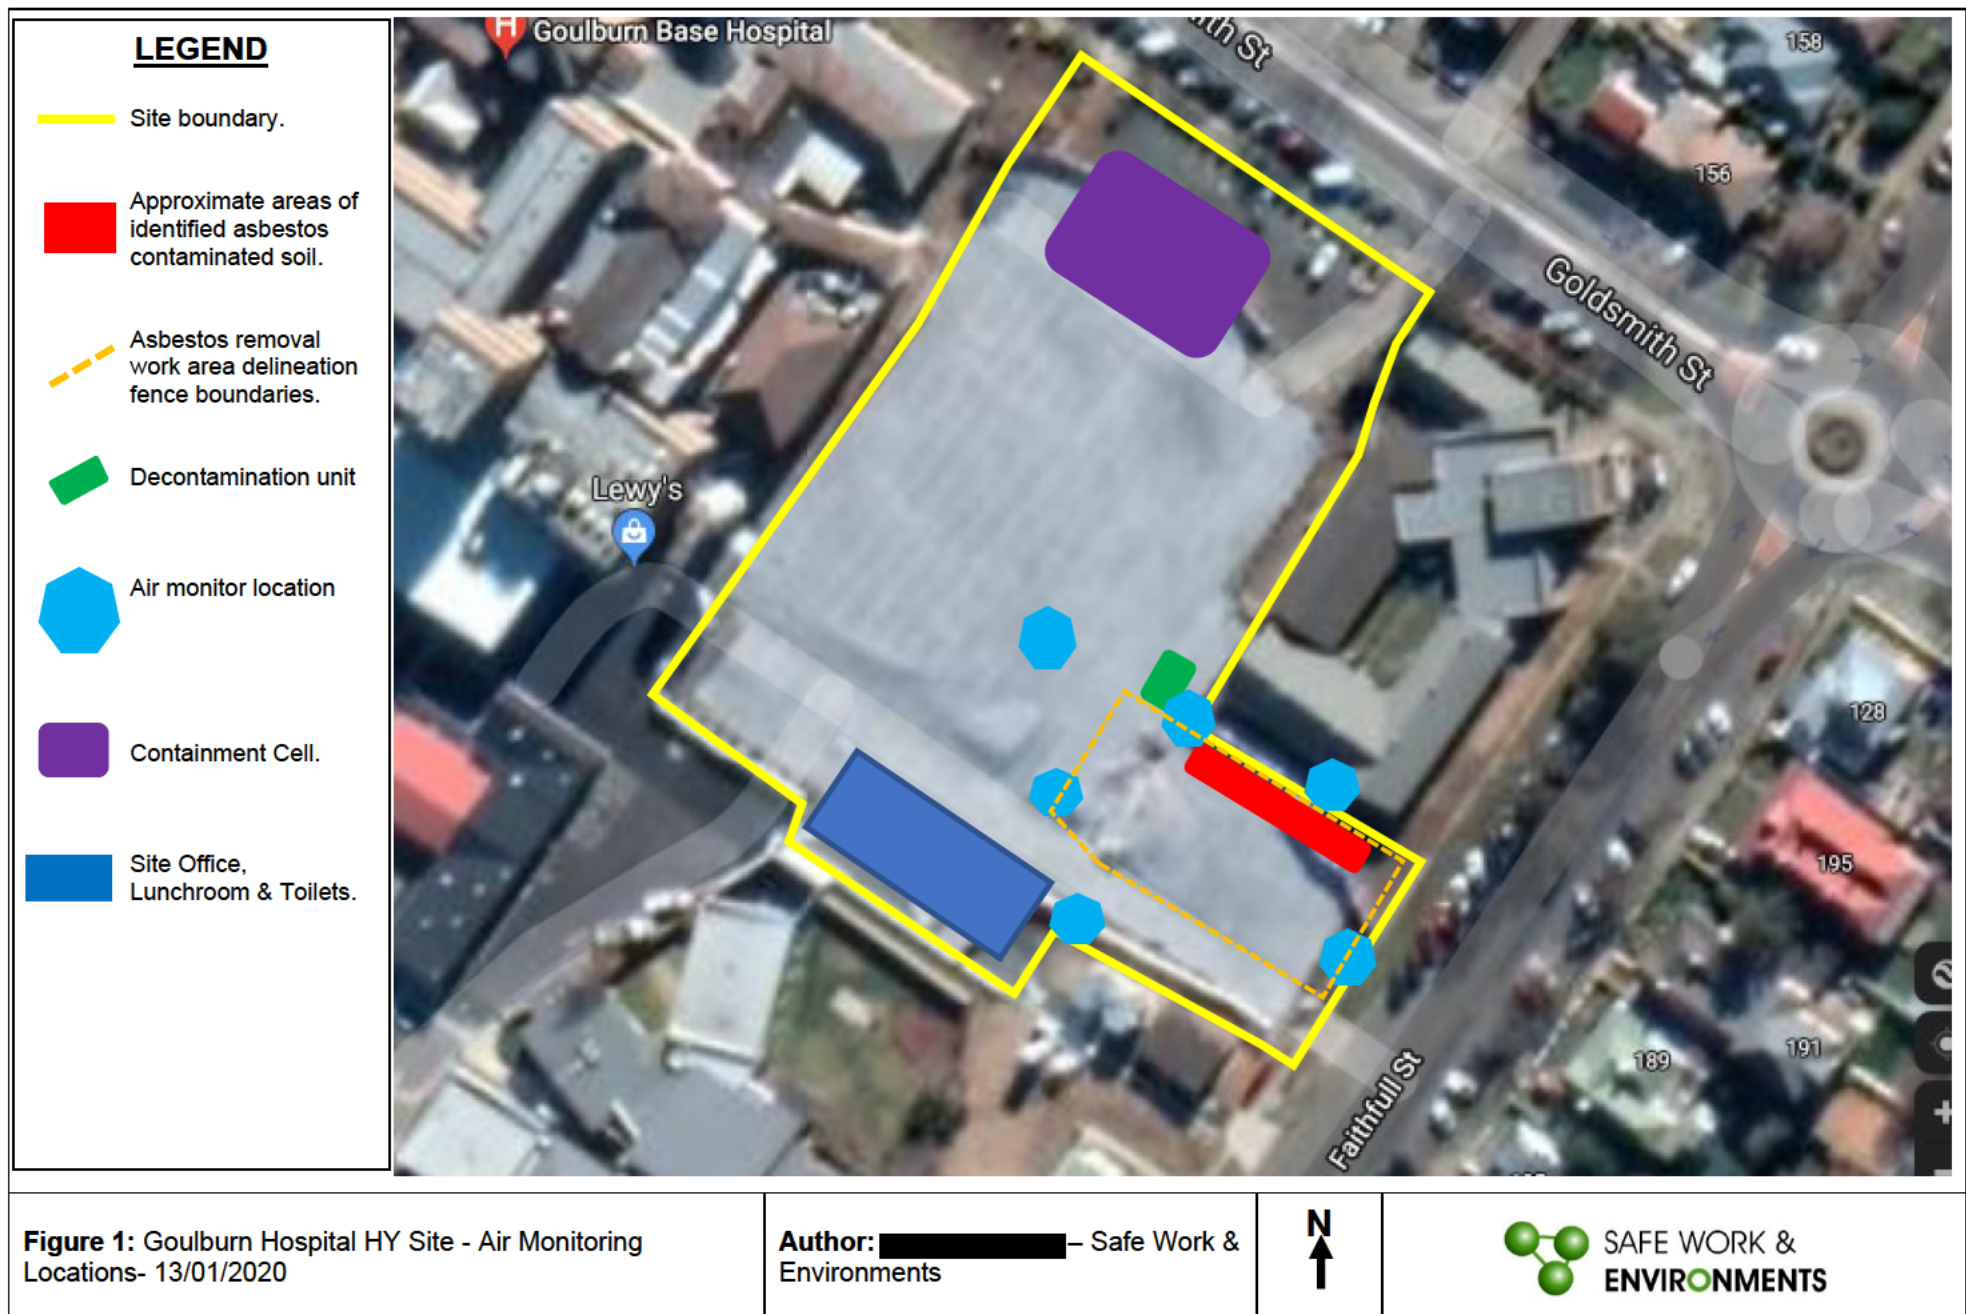 LEGEND
Site boundary.
Approximate areas of
identified asbestos
contaminated soil.
Asbestos removal
work area delineation
fence boundaries.
Decontamination unit
Air monitor location
Containment Cell.
Site Office,
Lunchroom & Toilets.
H
Goulburn Base Hospital
158
156
Goldsmith St
Lewy's
128
195
189
191
Faithfull St
Figure 1: Goulburn Hospital HY Site - Air Monitoring
Locations- 13/01/2020
Author: – Safe Work &
Environments
N
SAFE WORK &
ENVIRONMENTS